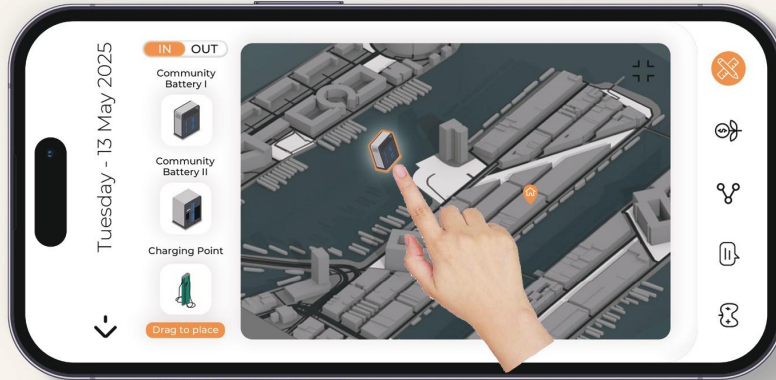 Tuesday - 13 May 2025
IN OUT
Community
Battery I
Community
Battery II
Charging Point
Drag to place